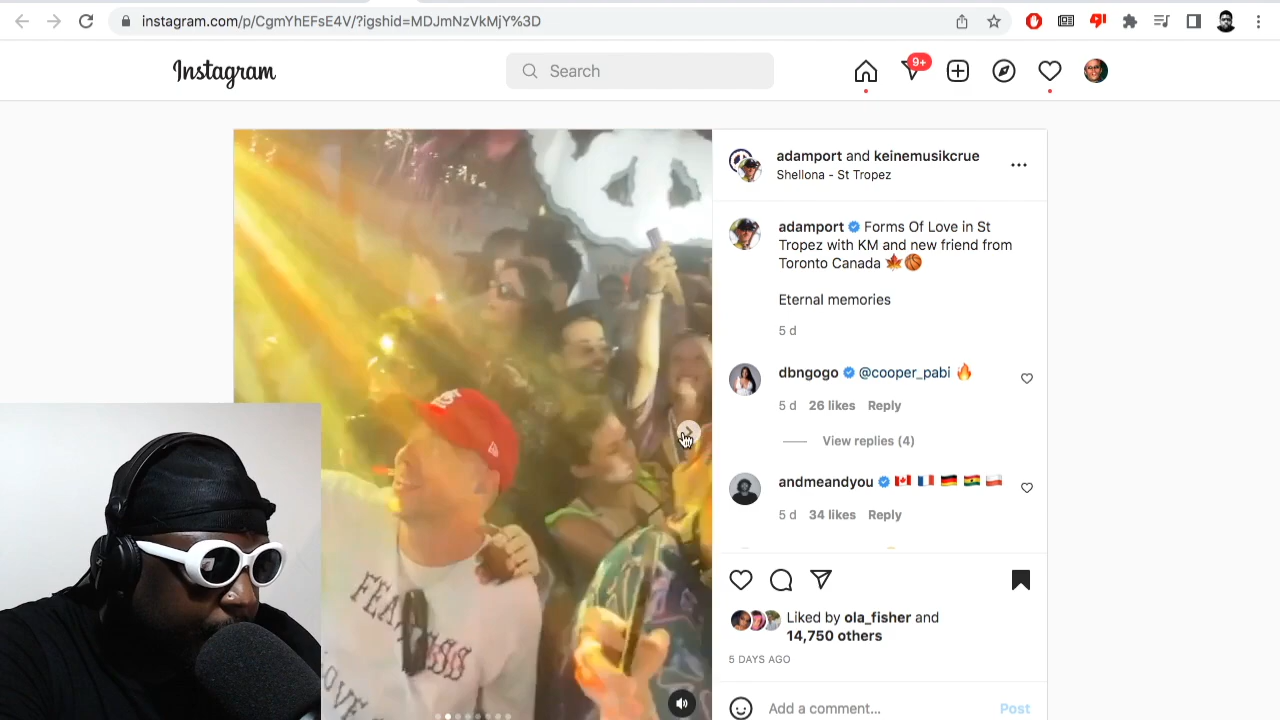 instagram.com/p/CgmYhEFsE4V/?igshid=MDJmNzVkMjY%3D
Instagram
Search
9+
adamport and keinemusikcrue
Shellona - St Tropez
adamport Forms Of Love in St
Tropez with KM and new friend from
Toronto Canada 🍁🏀
Eternal memories
5 d
dbngogo @cooper_pabi 🔥
5 d 26 likes Reply
View replies (4)
andmeandyou 🇨🇦 🇫🇷 🇩🇪 🇬🇭 🇵🇱
5 d 34 likes Reply
Liked by ola_fisher and
14,750 others
5 DAYS AGO
Add a comment... Post